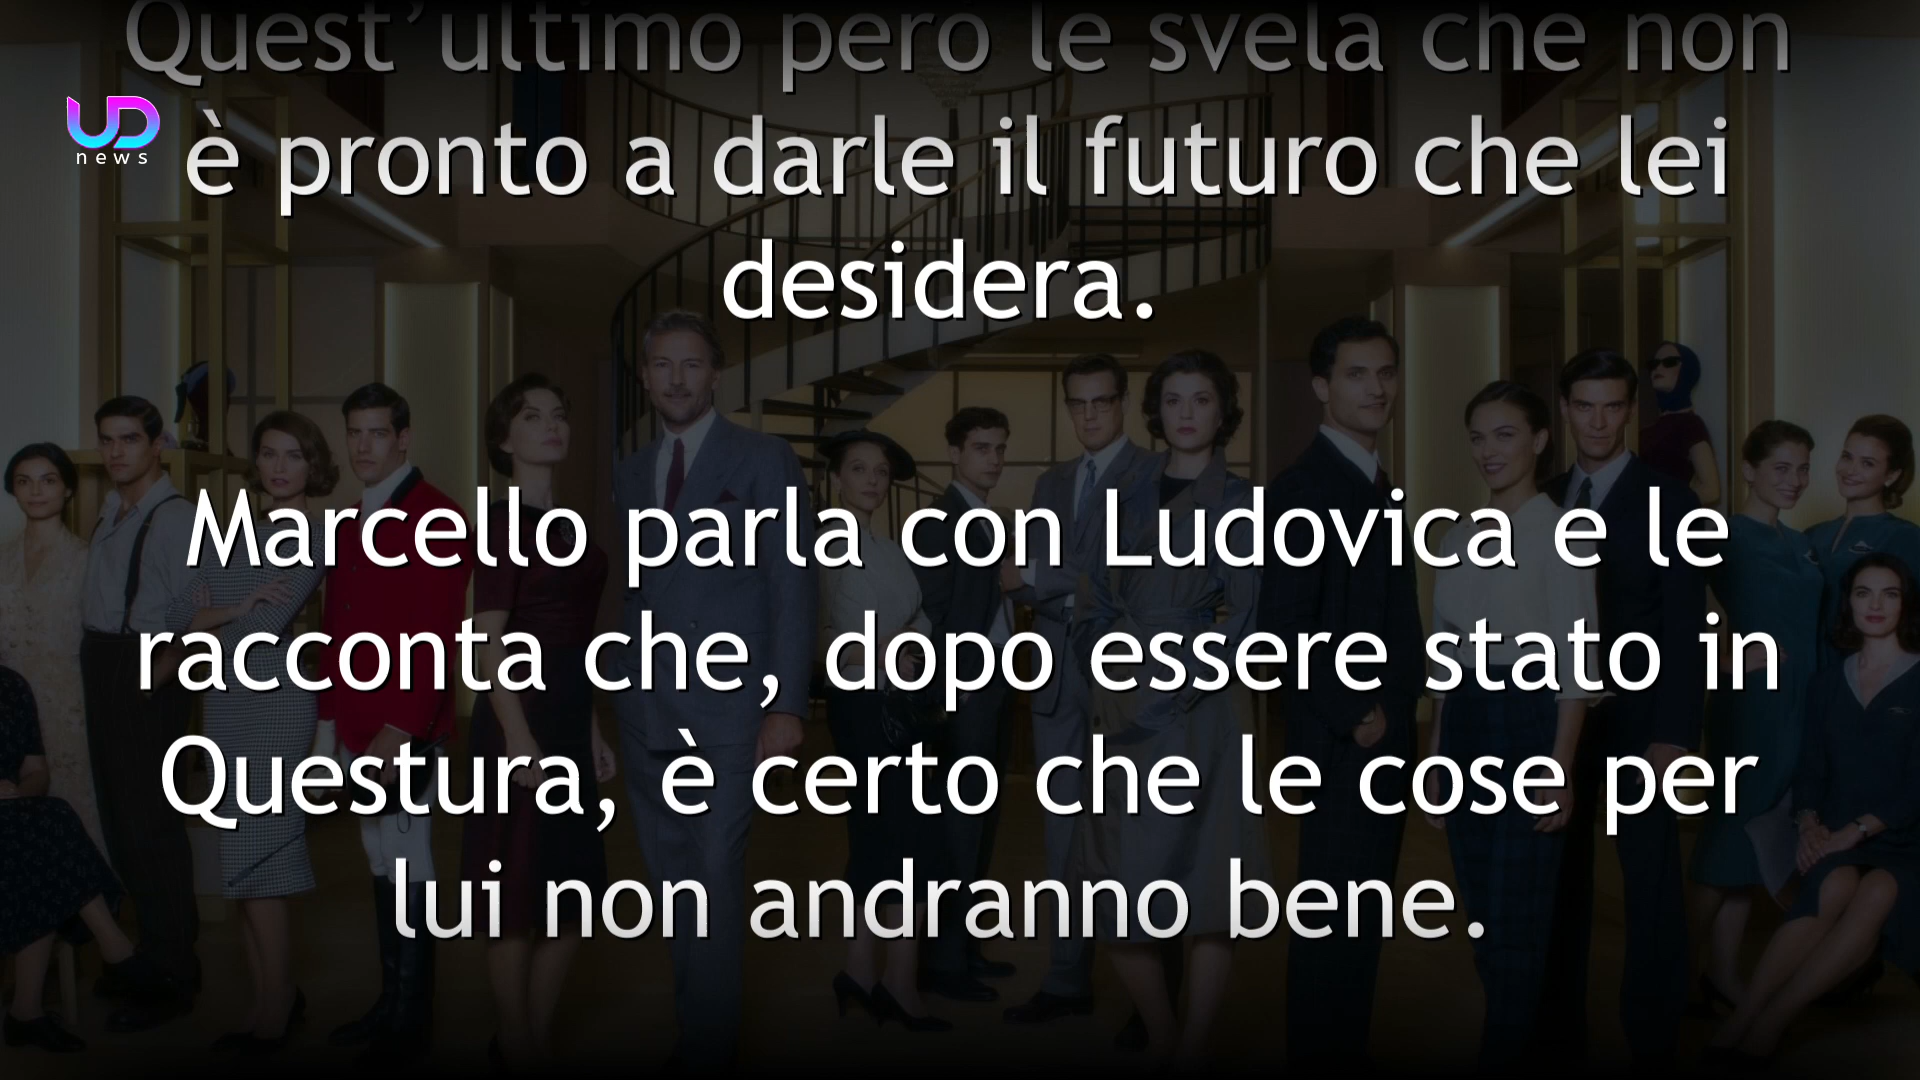 Quest'ultimo però le svela che non
UD
news
è pronto a darle il futuro che lei
desidera.
Marcello parla con Ludovica e le
racconta che, dopo essere stato in
Questura, è certo che le cose per
lui non andranno bene.